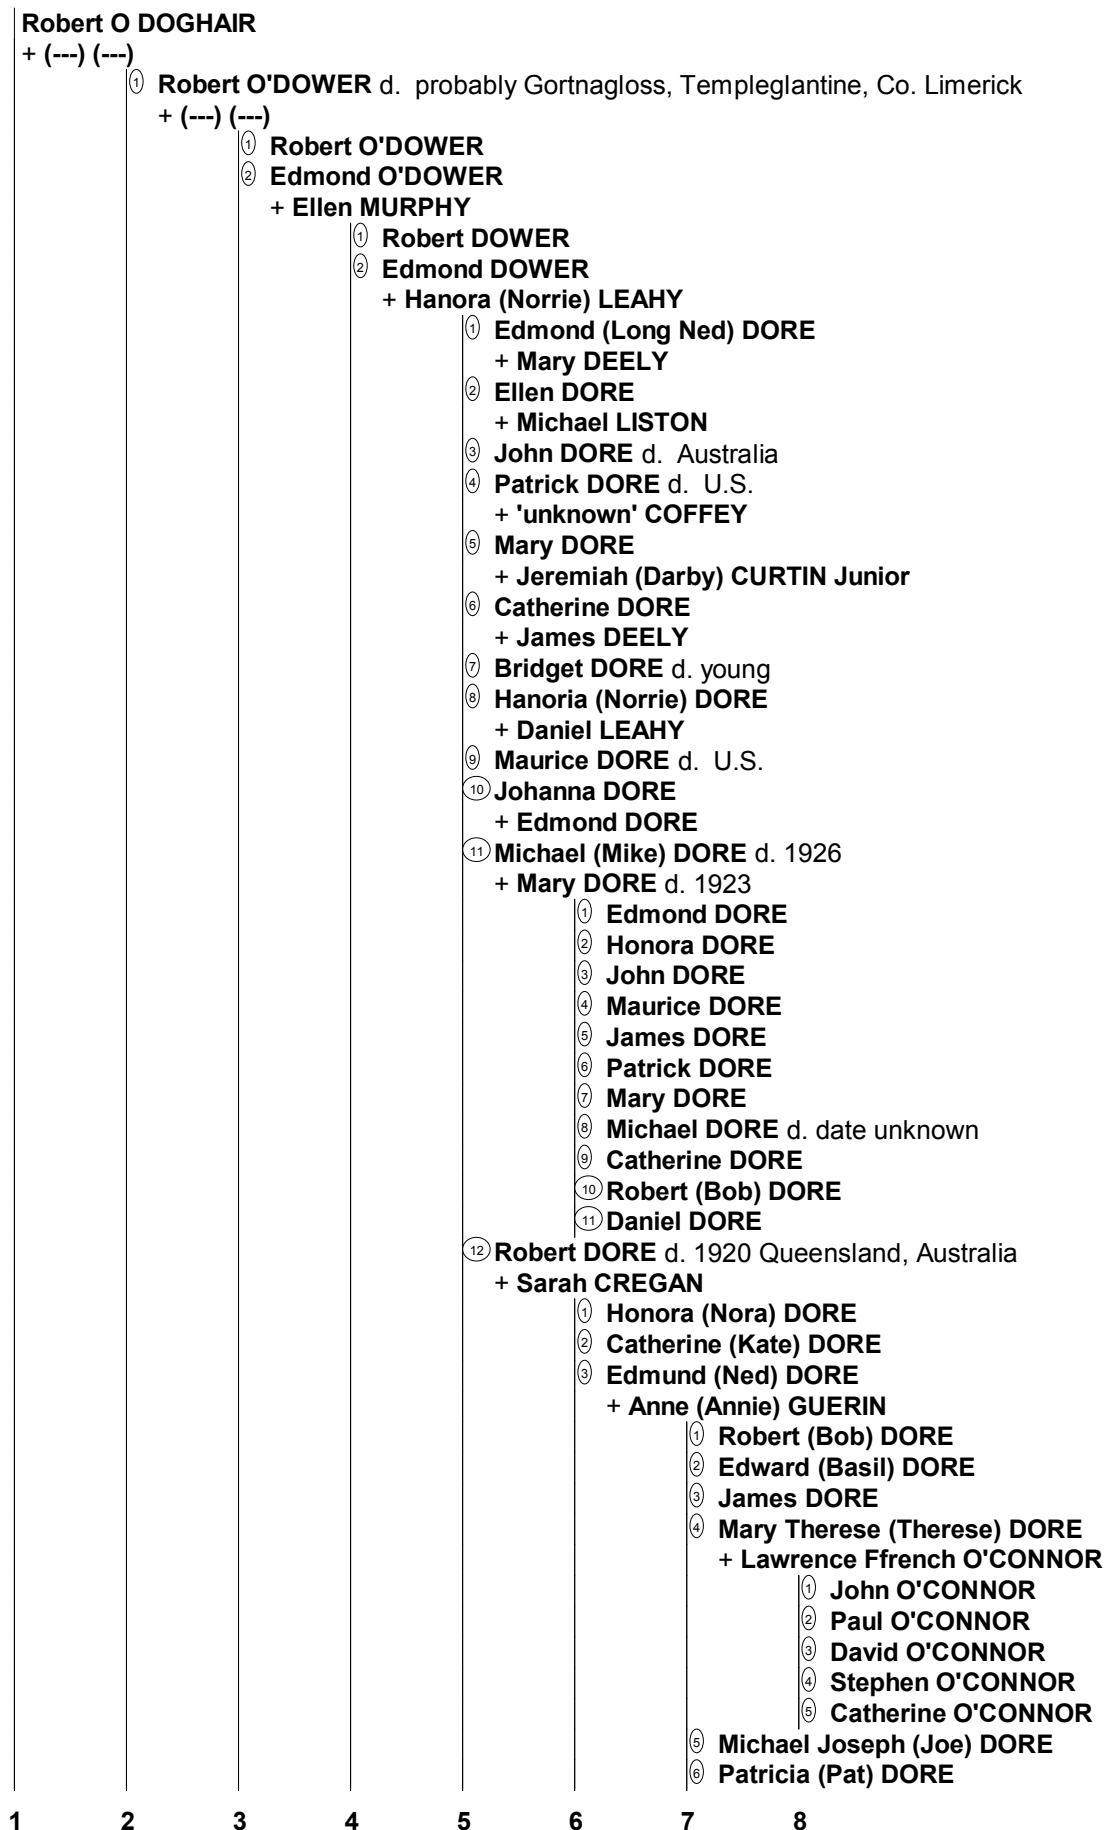 Robert O DOGHAIR
+ (---) (---)
1 Robert O'DOWER d. probably Gortnagloss, Templeglantine, Co. Limerick
+ (---) (---)
1 Robert O'DOWER
2 Edmond O'DOWER
+ Ellen MURPHY
1 Robert DOWER
2 Edmond DOWER
+ Hanora (Norrie) LEAHY
1 Edmond (Long Ned) DORE
+ Mary DEELY
2 Ellen DORE
+ Michael LISTON
3 John DORE d. Australia
4 Patrick DORE d. U.S.
+ 'unknown' COFFEY
5 Mary DORE
+ Jeremiah (Darby) CURTIN Junior
6 Catherine DORE
+ James DEELY
7 Bridget DORE d. young
8 Hanoria (Norrie) DORE
+ Daniel LEAHY
9 Maurice DORE d. U.S.
10 Johanna DORE
+ Edmond DORE
11 Michael (Mike) DORE d. 1926
+ Mary DORE d. 1923
1 Edmond DORE
2 Honora DORE
3 John DORE
4 Maurice DORE
5 James DORE
6 Patrick DORE
7 Mary DORE
8 Michael DORE d. date unknown
9 Catherine DORE
10 Robert (Bob) DORE
11 Daniel DORE
12 Robert DORE d. 1920 Queensland, Australia
+ Sarah CREGAN
1 Honora (Nora) DORE
2 Catherine (Kate) DORE
3 Edmund (Ned) DORE
+ Anne (Annie) GUERIN
1 Robert (Bob) DORE
2 Edward (Basil) DORE
3 James DORE
4 Mary Therese (Therese) DORE
+ Lawrence Ffrench O'CONNOR
1 John O'CONNOR
2 Paul O'CONNOR
3 David O'CONNOR
4 Stephen O'CONNOR
5 Catherine O'CONNOR
5 Michael Joseph (Joe) DORE
6 Patricia (Pat) DORE
1 2 3 4 5 6 7 8